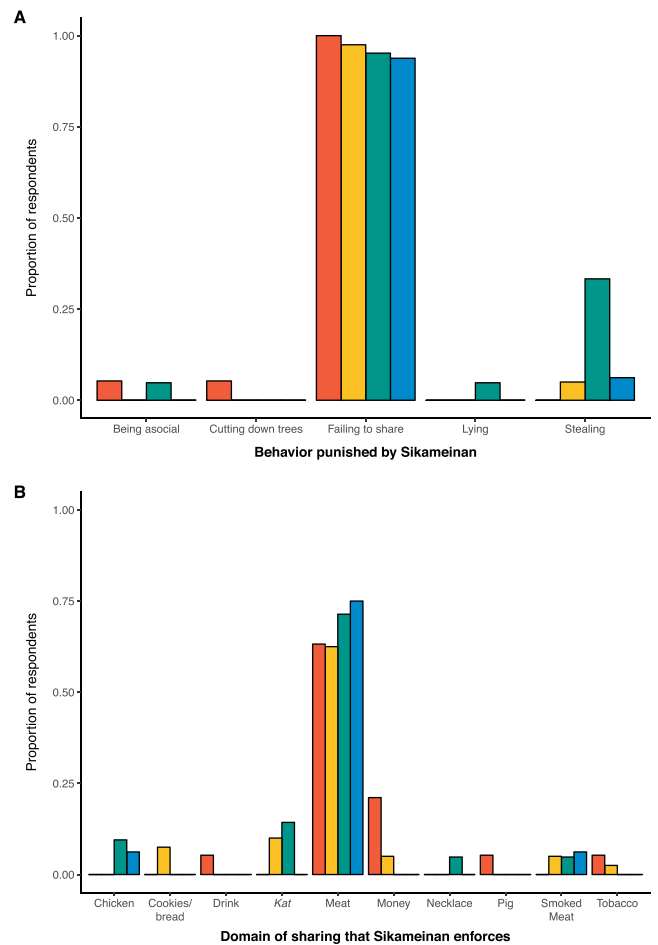 A
Proportion of respondents
1.00
0.75
0.50
0.25
0.00
Being asocial
Cutting down trees
Failing to share
Lying
Stealing
Behavior punished by Sikameinan
B
Proportion of respondents
1.00
0.75
0.50
0.25
0.00
Chicken
Cookies/
bread
Drink
Kat
Meat
Money
Necklace
Pig
Smoked
Meat
Tobacco
Domain of sharing that Sikameinan enforces